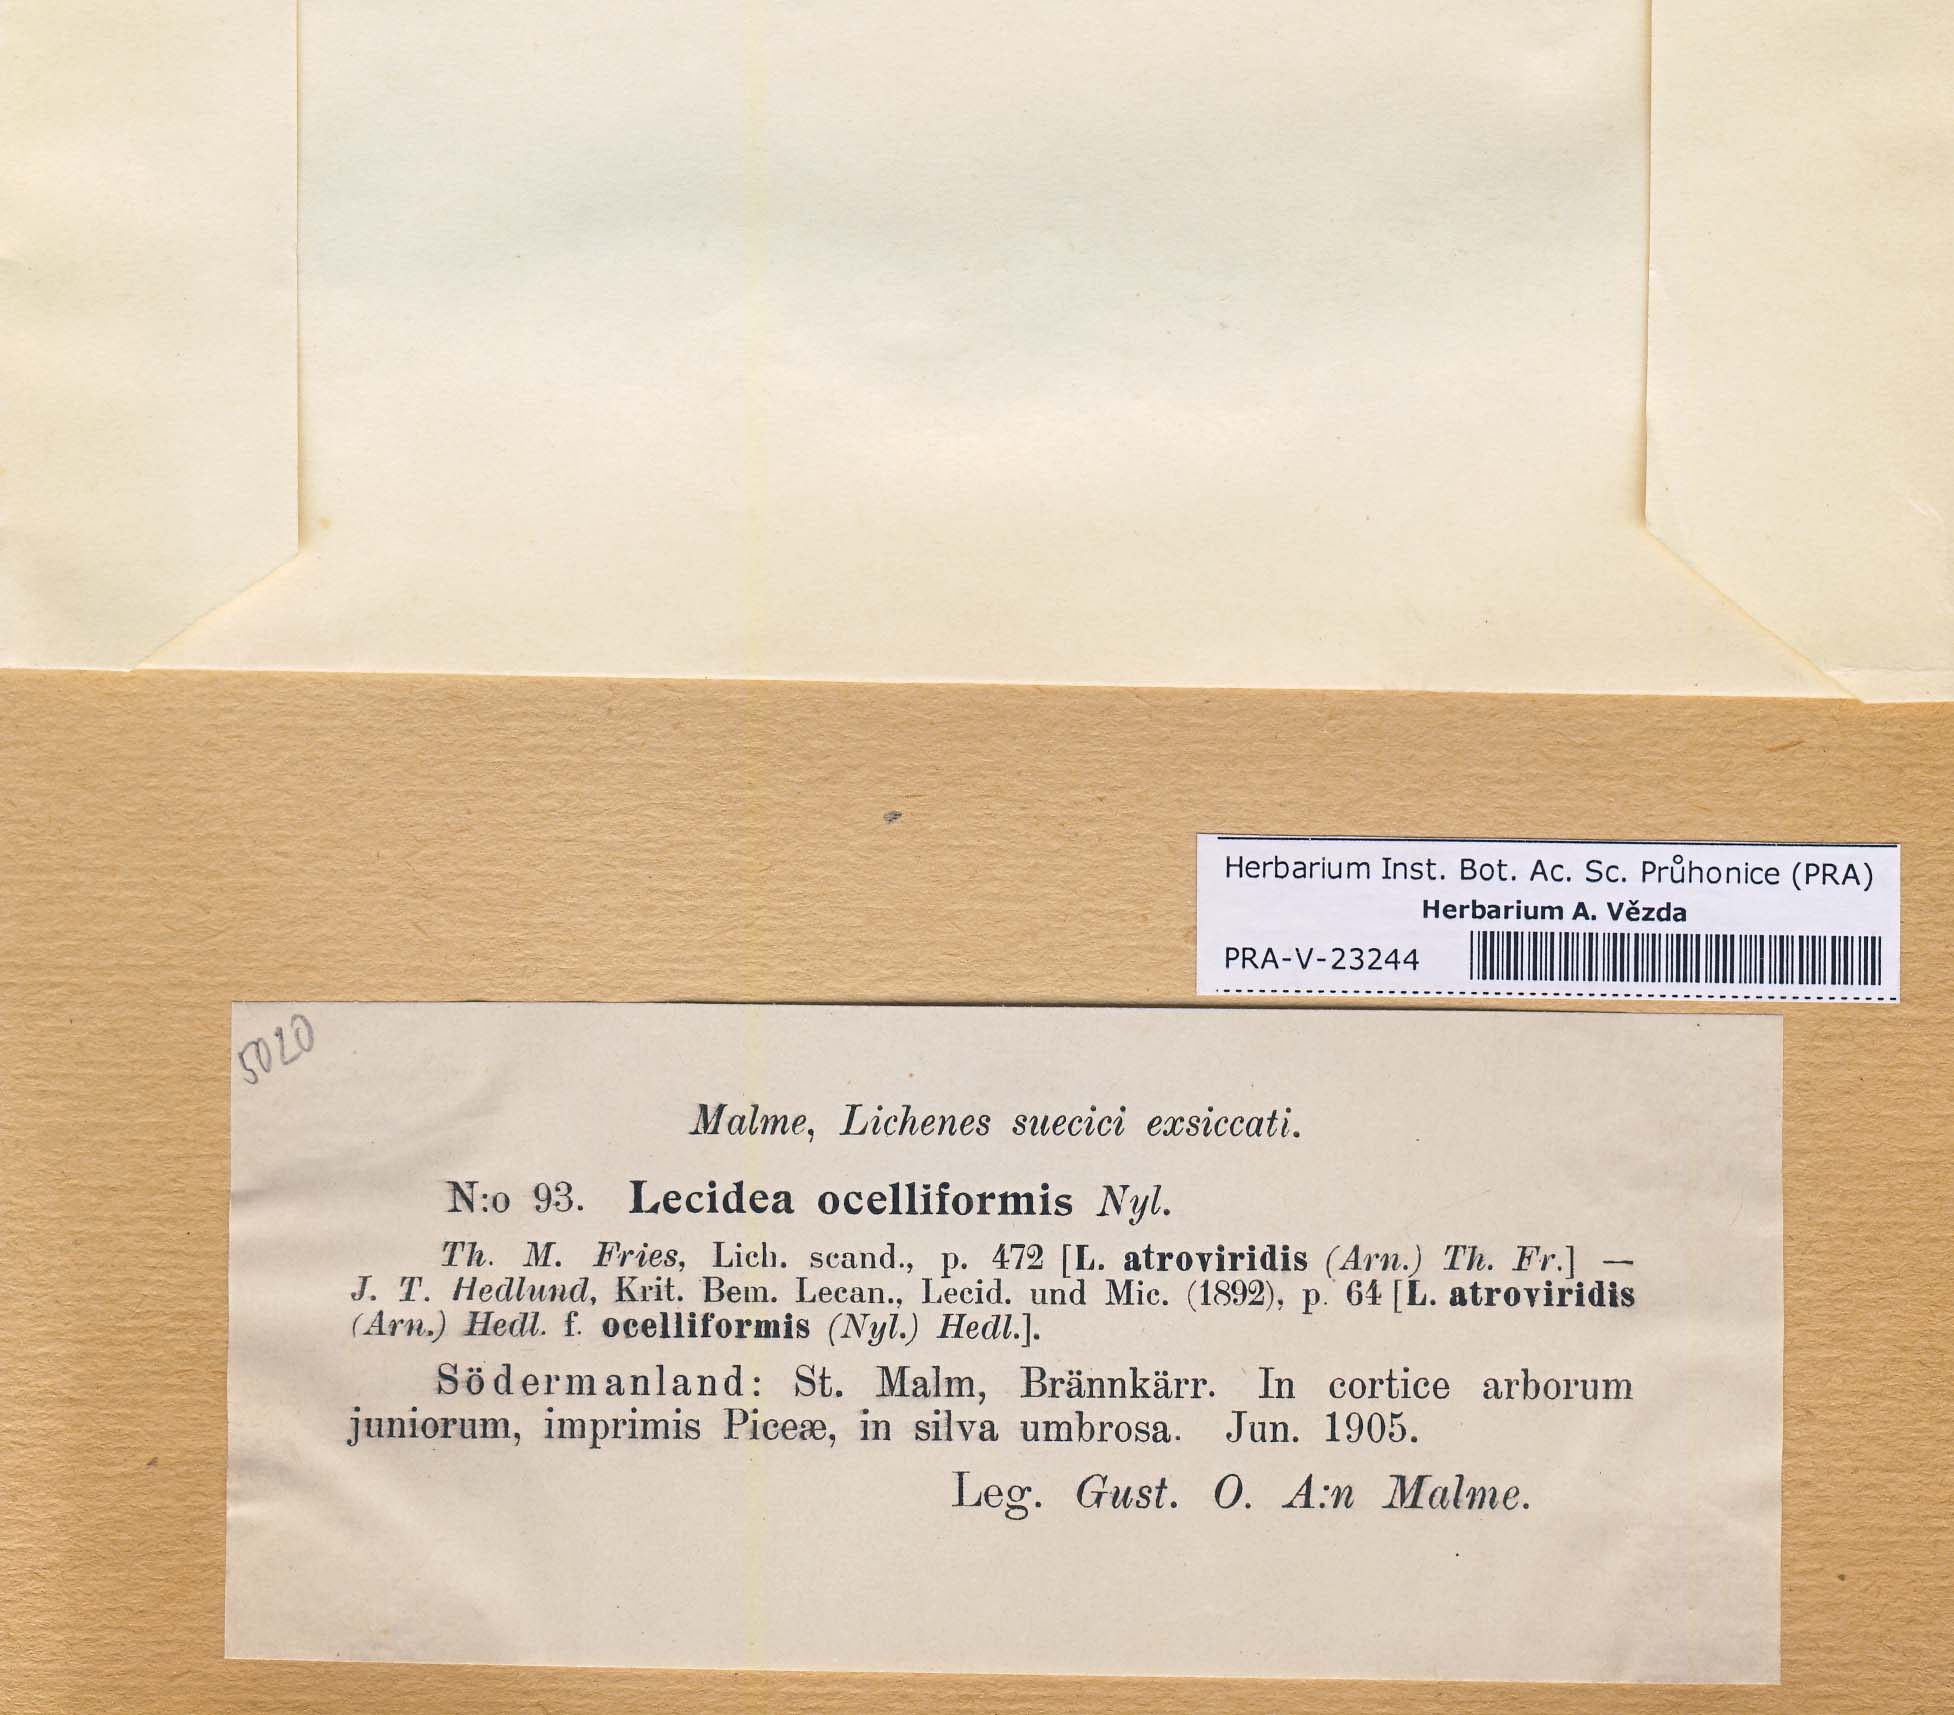 Herbarium Inst. Bot. Ac. Sc. Průhonice (PRA)
Herbarium A. Vězda
PRA-V-23244
5020
Malme, Lichenes suecici exsiccati.
N:o 93. Lecidea ocelliformis Nyl.
Th. M. Fries, Lich. scand., p. 472 [L. atroviridis (Arn.) Th. Fr.] —
J. T. Hedlund, Krit. Bem. Lecan., Lecid. und Mic. (1892), p. 64 [L. atroviridis
(Arn.) Hedl. f. ocelliformis (Nyl.) Hedl.].
Södermanland: St. Malm, Brännkärr. In cortice arborum
juniorum, imprimis Piceæ, in silva umbrosa. Jun. 1905.
Leg. Gust. O. A:n Malme.